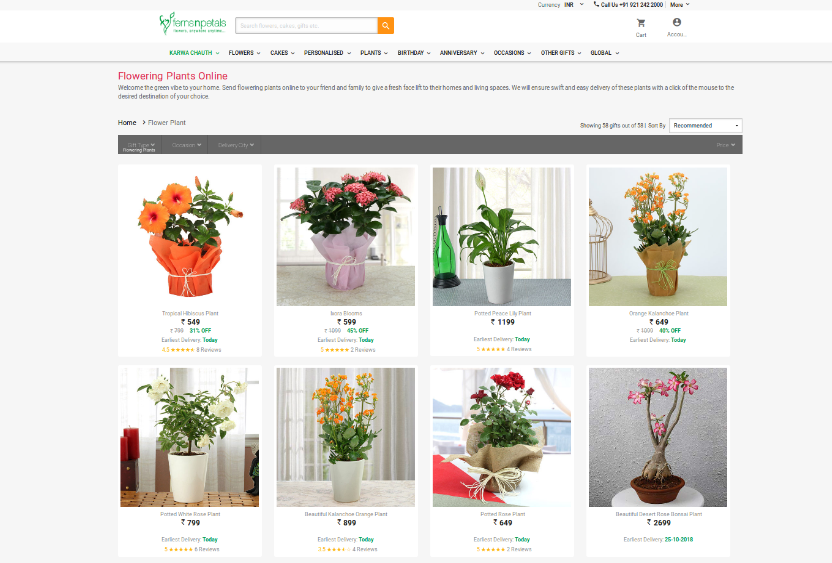 Currency INR Call Us +91 921 242 2000 | More
fernsnpetals
Search flowers, cakes, gifts etc.
Cart
Accou...
KARWA CHAUTH FLOWERS CAKES PERSONALISED PLANTS BIRTHDAY ANNIVERSARY OCCASIONS OTHER GIFTS GLOBAL
Flowering Plants Online
Welcome the green vibe to your home. Send flowering plants online to your friend and family to give a fresh face lift to their homes and living spaces. We will ensure swift and easy delivery of these plants with a click of the mouse to the
desired destination of your choice.
Home > Flower Plant
Showing 58 gifts out of 58 | Sort By Recommended
Gift Type Occasion Delivery City Price
Flowering Plants
Tropical Hibiscus Plant
₹ 549
₹ 799 31% OFF
Earliest Delivery: Today
4.5 ★★★★★ 8 Reviews
Ixora Blooms
₹ 599
₹ 1099 45% OFF
Earliest Delivery: Today
5 ★★★★★ 2 Reviews
Potted Peace Lily Plant
₹ 1199
Earliest Delivery: Today
5 ★★★★★ 4 Reviews
Orange Kalanchoe Plant
₹ 649
₹ 1099 40% OFF
Earliest Delivery: Today
Potted White Rose Plant
₹ 799
Earliest Delivery: Today
5 ★★★★★ 6 Reviews
Beautiful Kalanchoe Orange Plant
₹ 899
Earliest Delivery: Today
3.5 ★★★★★ 4 Reviews
Potted Rose Plant
₹ 649
Earliest Delivery: Today
5 ★★★★★ 2 Reviews
Beautiful Desert Rose Bonsai Plant
₹ 2699
Earliest Delivery: 25-10-2018